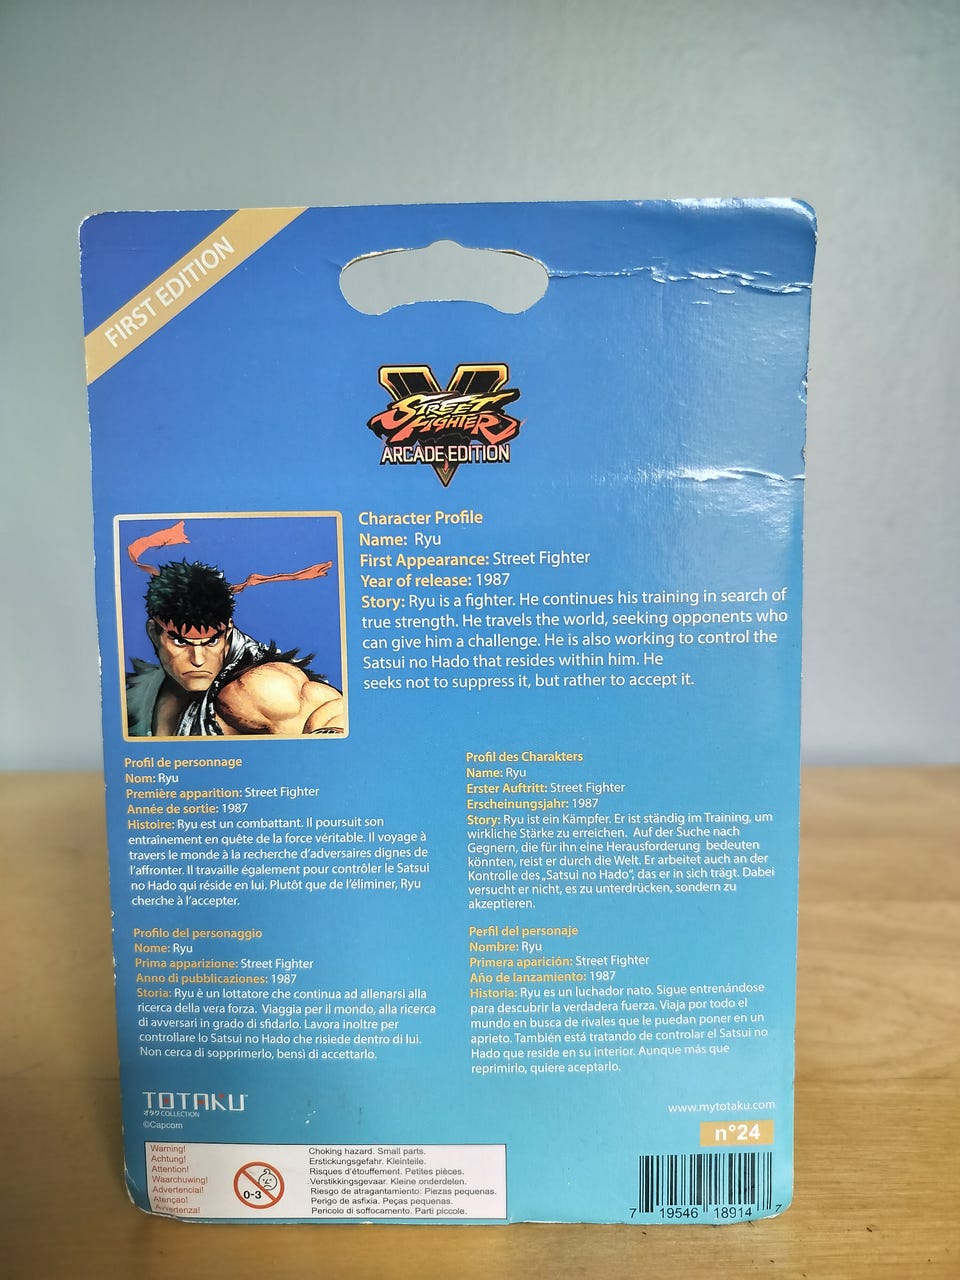 FIRST EDITION
V
STREET
FIGHTER
ARCADE EDITION
Character Profile
Name: Ryu
First Appearance: Street Fighter
Year of release: 1987
Story: Ryu is a fighter. He continues his training in search of
true strength. He travels the world, seeking opponents who
can give him a challenge. He is also working to control the
Satsui no Hado that resides within him. He
seeks not to suppress it, but rather to accept it.
Profil de personnage
Nom: Ryu
Première apparition: Street Fighter
Année de sortie: 1987
Histoire: Ryu est un combattant. Il poursuit son
entraînement en quête de la force véritable. Il voyage à
travers le monde à la recherche d'adversaires dignes de
l'affronter. Il travaille également pour contrôler le Satsui
no Hado qui réside en lui. Plutôt que de l'éliminer, Ryu
cherche à l'accepter.
Profil des Charakters
Name: Ryu
Erster Auftritt: Street Fighter
Erscheinungsjahr: 1987
Story: Ryu ist ein Kämpfer. Er ist ständig im Training, um
wirkliche Stärke zu erreichen. Auf der Suche nach
Gegnern, die für ihn eine Herausforderung bedeuten
könnten, reist er durch die Welt. Er arbeitet auch an der
Kontrolle des „Satsui no Hado", das er in sich trägt. Dabei
versucht er nicht, es zu unterdrücken, sondern zu
akzeptieren.
Profilo del personaggio
Nome: Ryu
Prima apparizione: Street Fighter
Anno di pubblicazione: 1987
Storia: Ryu è un lottatore che continua ad allenarsi alla
ricerca della vera forza. Viaggia per il mondo, alla ricerca
di avversari in grado di sfidarlo. Lavora inoltre per
controllare lo Satsui no Hado che risiede dentro di lui.
Non cerca di sopprimerlo, bensì di accettarlo.
Perfil del personaje
Nombre: Ryu
Primera aparición: Street Fighter
Año de lanzamiento: 1987
Historia: Ryu es un luchador nato. Sigue entrenándose
para descubrir la verdadera fuerza. Viaja por todo el
mundo en busca de rivales que le puedan poner en un
aprieto. También está tratando de controlar el Satsui no
Hado que reside en su interior. Aunque más que
reprimirlo, quiere aceptarlo.
TOTAKU™
オタク COLLECTION
©Capcom
www.mytotaku.com
n°24
Warning!
Achtung!
Attention!
Waarchuwing!
Advertencia!
Atençao!
Avvertenza!
0-3
Choking hazard. Small parts.
Erstickungsgefahr. Kleinteile.
Risques d'étouffement. Petites pièces.
Verstikkingsgevaar. Kleine onderdelen.
Riesgo de atragantamiento: Piezas pequenas.
Perigo de asfixia. Peças pequenas.
Pericolo di soffocamento. Parti piccole.
7 19546 18914 7